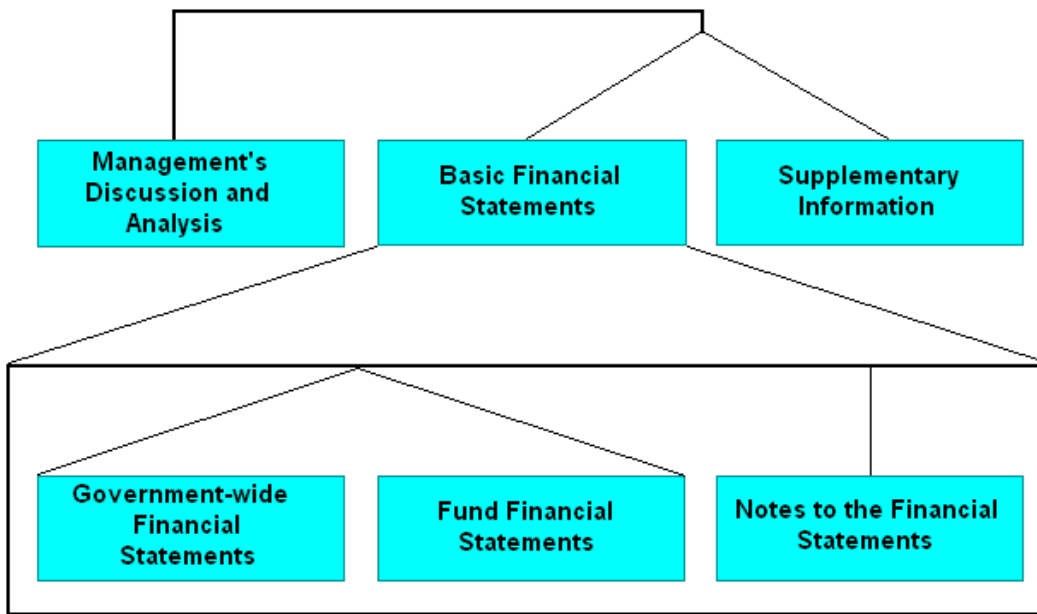 Management's
Discussion and
Analysis
Basic Financial
Statements
Supplementary
Information
Government-wide
Financial
Statements
Fund Financial
Statements
Notes to the Financial
Statements